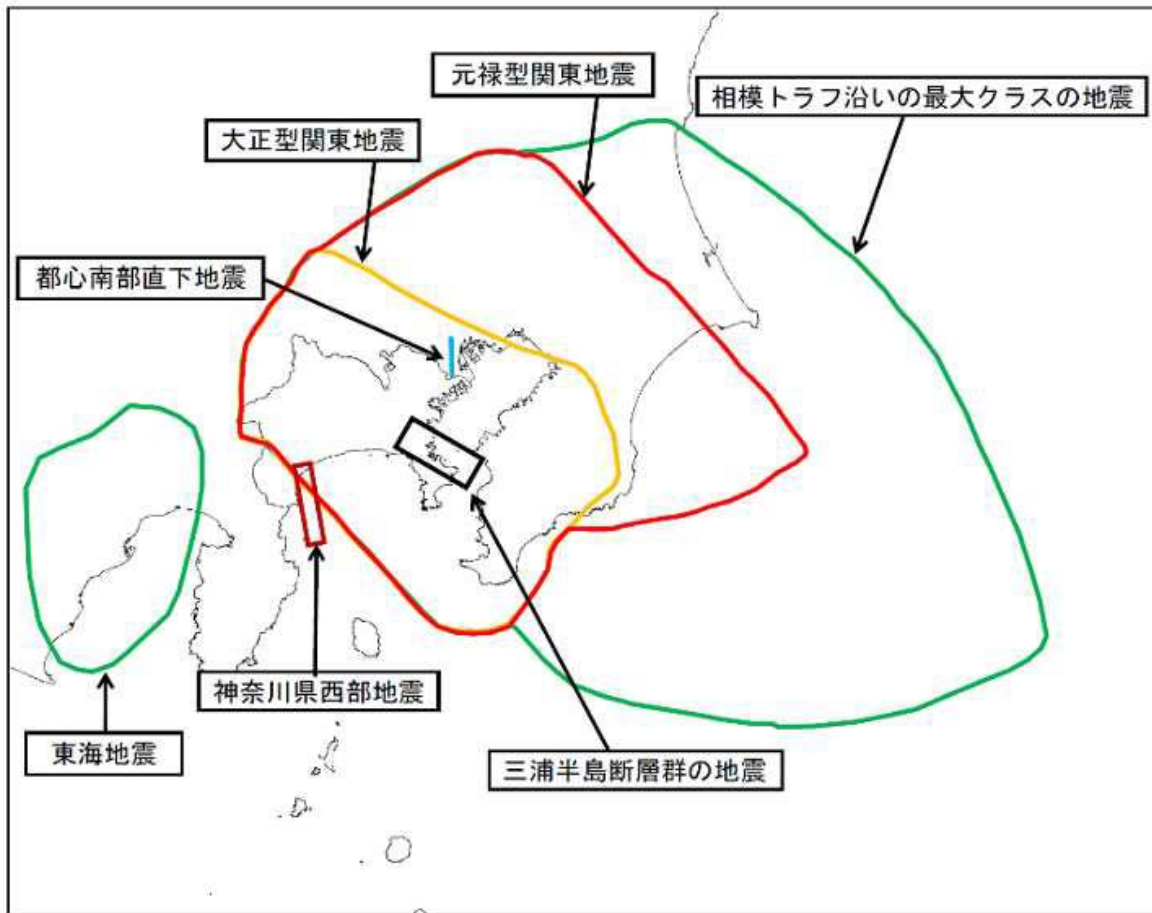 元禄型関東地震
相模トラフ沿いの最大クラスの地震
大正型関東地震
都心南部直下地震
神奈川県西部地震
東海地震
三浦半島断層群の地震